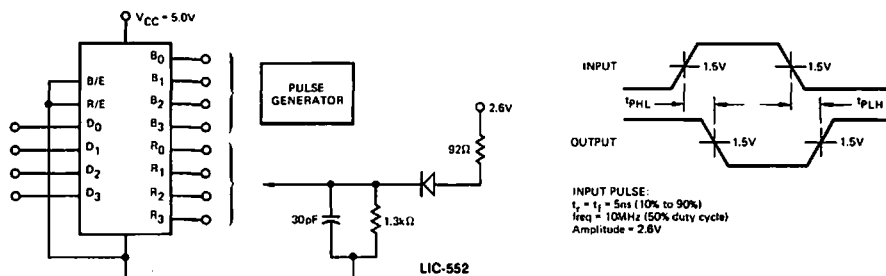 VCC = 5.0V
B/E
R/E
D0
D1
D2
D3
B0
B1
B2
B3
R0
R1
R2
R3
PULSE
GENERATOR
2.6V
92Ω
30pF
1.3kΩ
LIC-552
INPUT
1.5V
1.5V
tPHL
tPLH
OUTPUT
1.5V
1.5V
INPUT PULSE:
tr = tf = 5ns (10% to 90%)
freq = 10MHz (50% duty cycle)
Amplitude = 2.6V